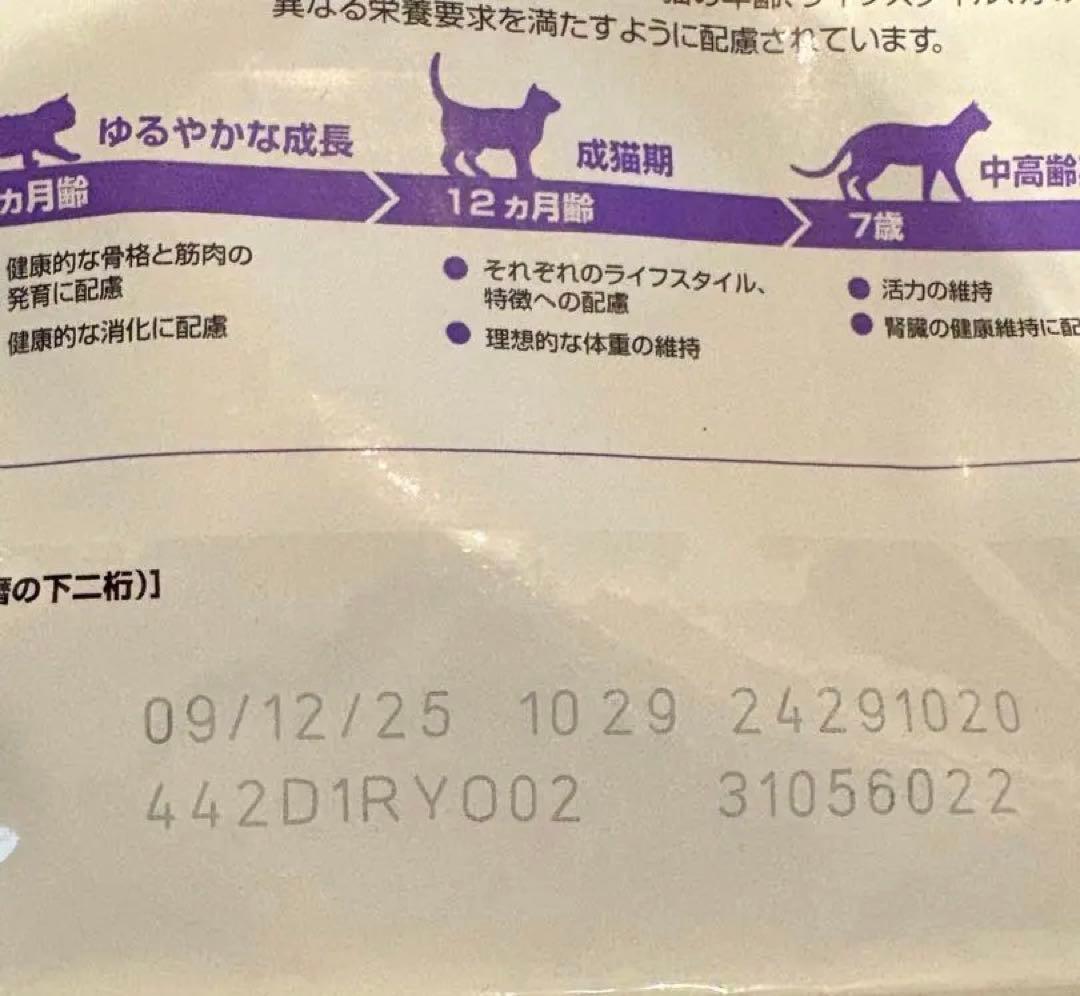 異なる栄養要求を満たすように配慮されています。
ゆるやかな成長
成猫期
中高齢
カ月齢
12カ月齢
7歳
健康的な骨格と筋肉の
発育に配慮
健康的な消化に配慮
それぞれのライフスタイル、
特徴への配慮
理想的な体重の維持
活力の維持
腎臓の健康維持に配
暦の下二桁)]
09/12/25 1029 24291020
442D1RYO02 31056022